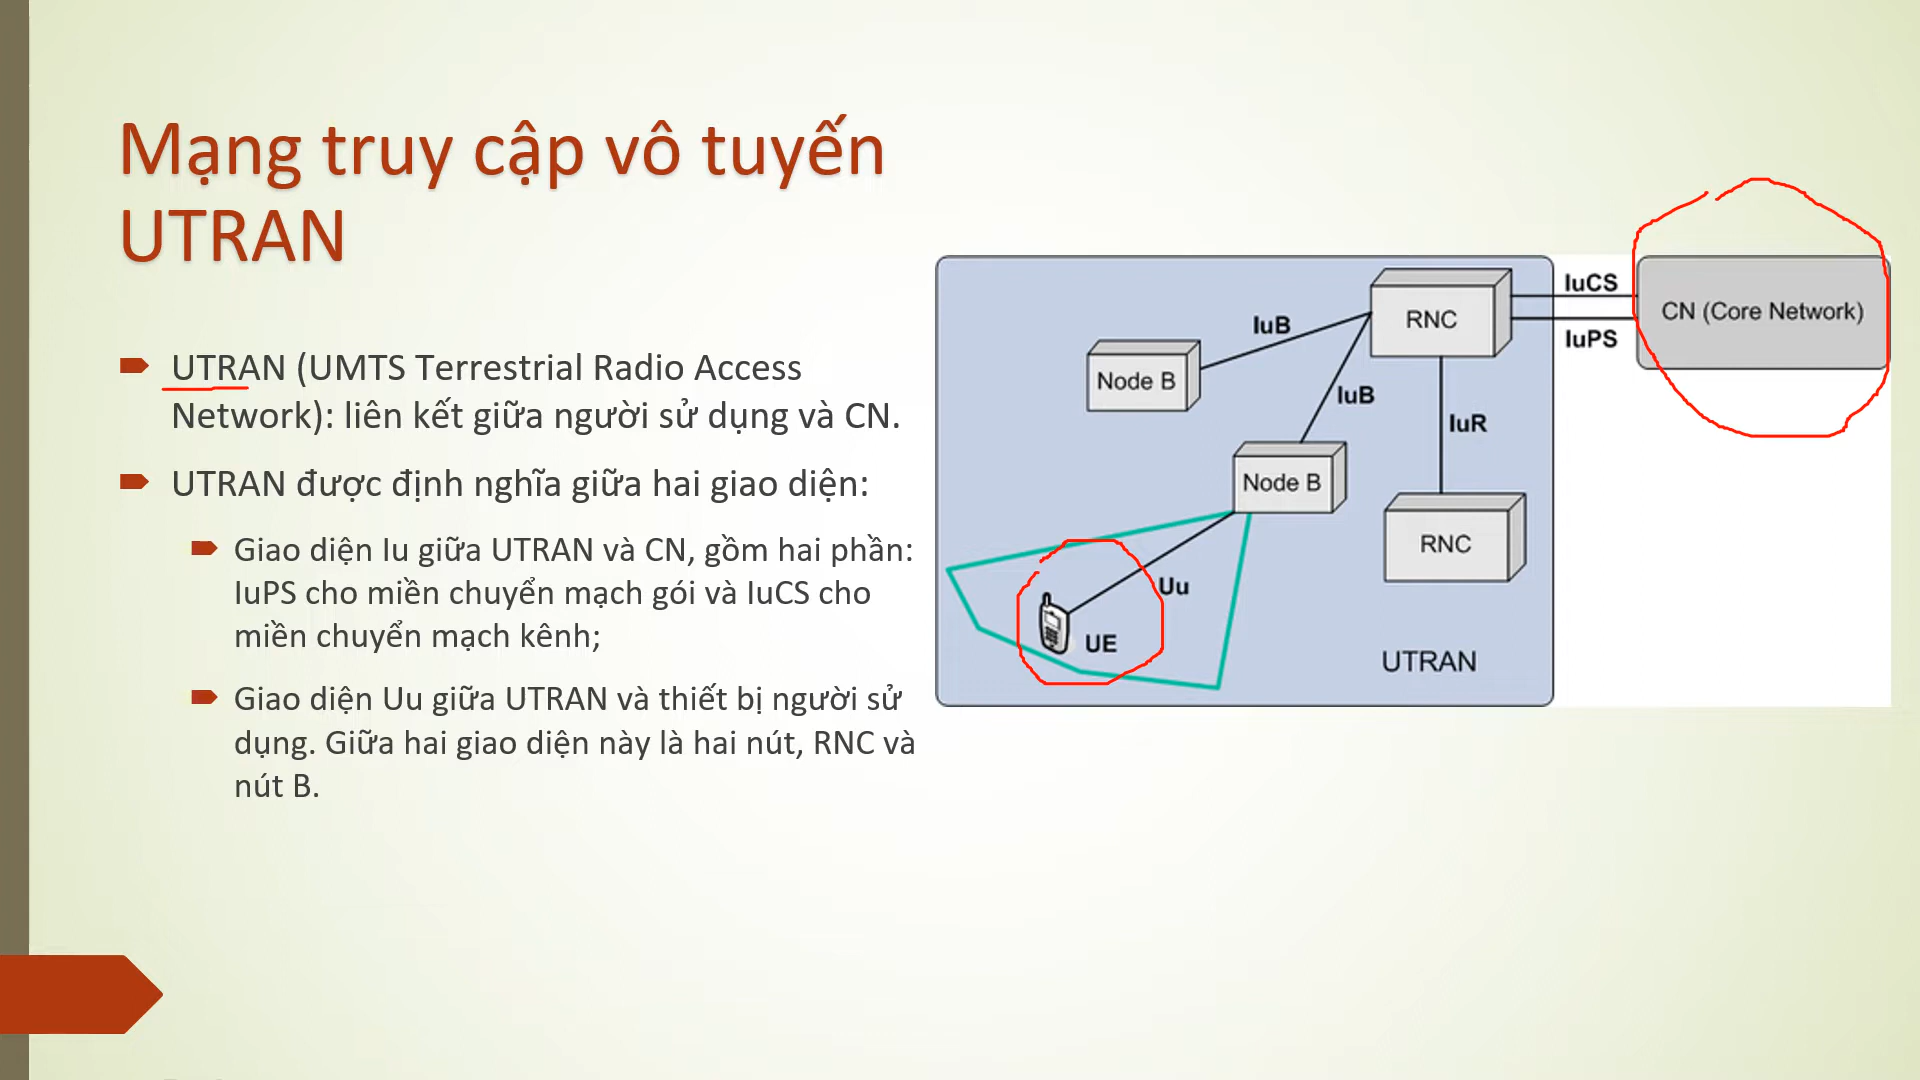 Mạng truy cập vô tuyến
UTRAN
UTRAN (UMTS Terrestrial Radio Access
Network): liên kết giữa người sử dụng và CN.
UTRAN được định nghĩa giữa hai giao diện:
Giao diện Iu giữa UTRAN và CN, gồm hai phần:
IuPS cho miền chuyển mạch gói và IuCS cho
miền chuyển mạch kênh;
Giao diện Uu giữa UTRAN và thiết bị người sử
dụng. Giữa hai giao diện này là hai nút, RNC và
nút B.
IuCS
CN (Core Network)
RNC
IuB
IuPS
Node B
IuB
IuR
Node B
RNC
Uu
UE
UTRAN